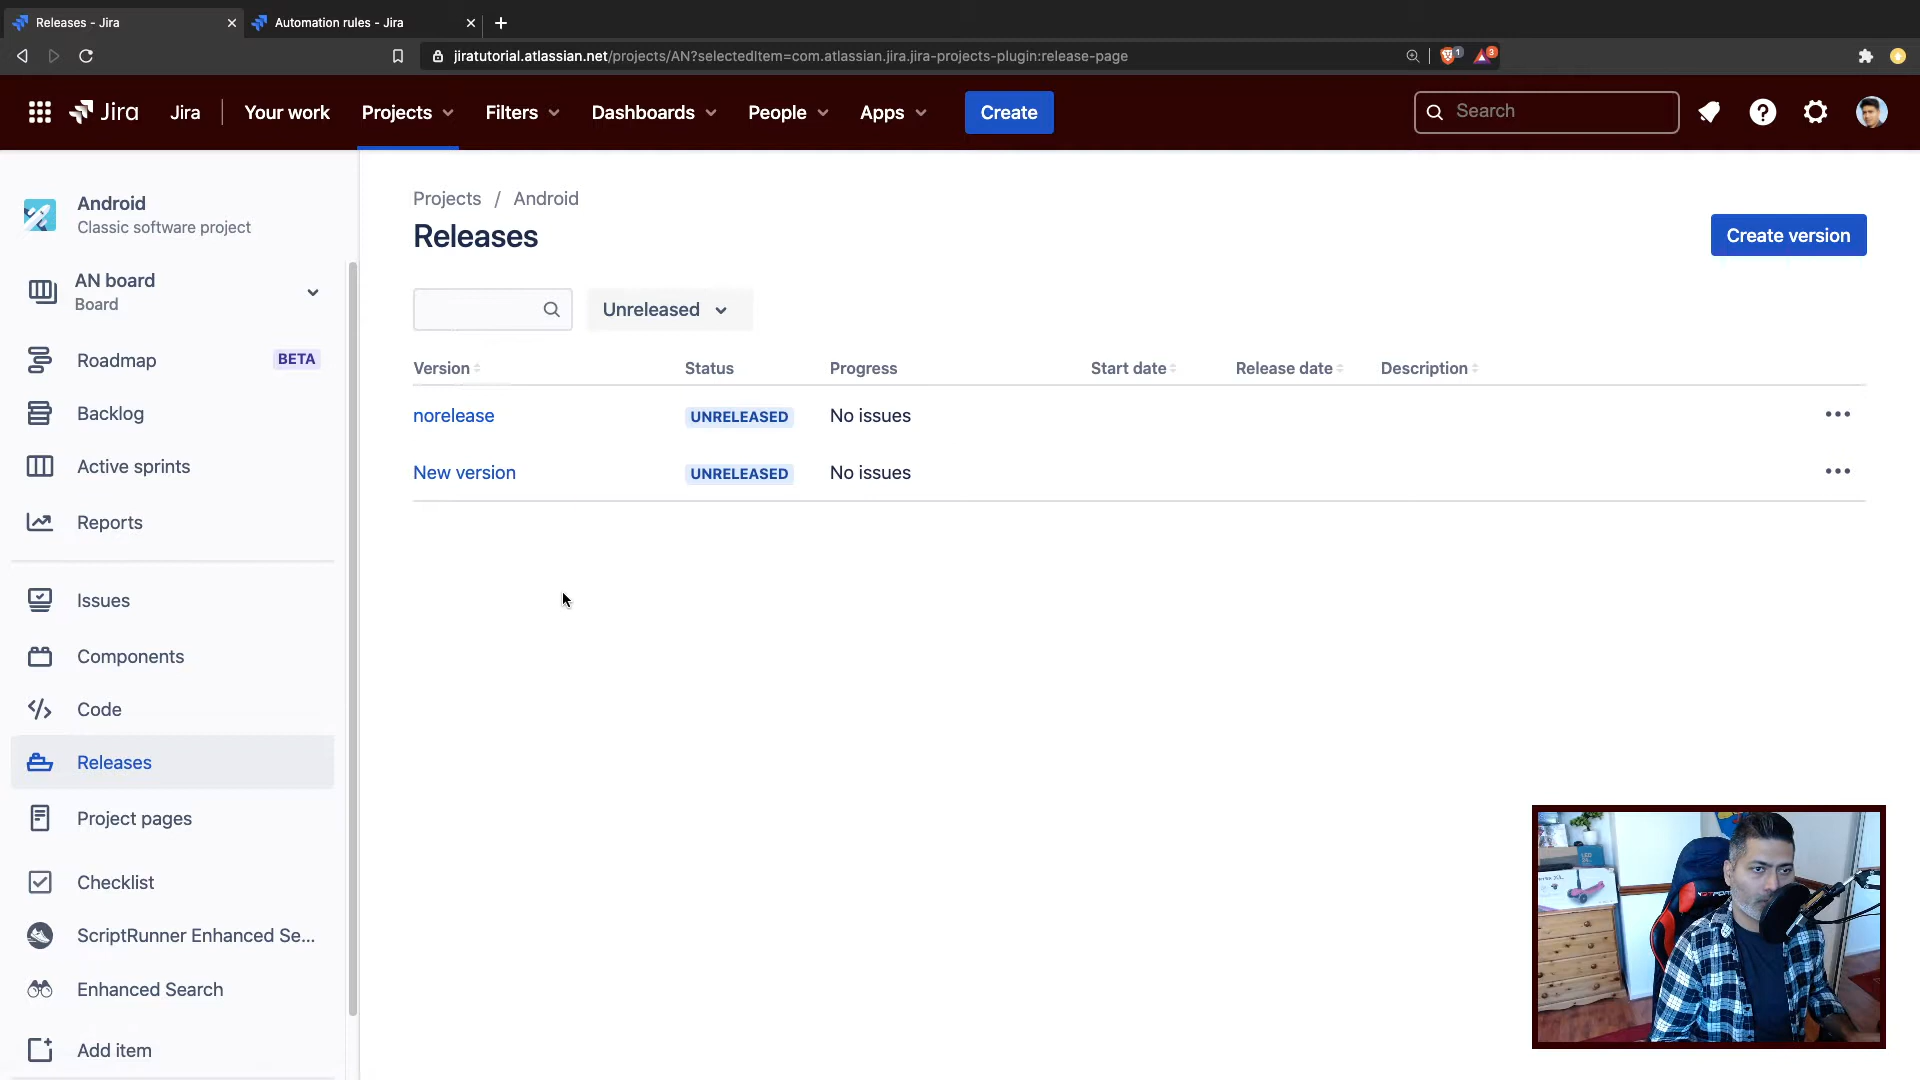 Releases - Jira
Automation rules - Jira
jiratutorial.atlassian.net/projects/AN?selectedItem=com.atlassian.jira.jira-projects-plugin:release-page
1
3
Jira
Jira
Your work
Projects
Filters
Dashboards
People
Apps
Create
Search
Android
Classic software project
AN board
Board
Roadmap
BETA
Backlog
Active sprints
Reports
Issues
Components
Code
Releases
Project pages
Checklist
ScriptRunner Enhanced Se...
Enhanced Search
Add item
Projects / Android
Releases
Create version
Unreleased
Version Status Progress Start date Release date Description
norelease UNRELEASED No issues
New version UNRELEASED No issues